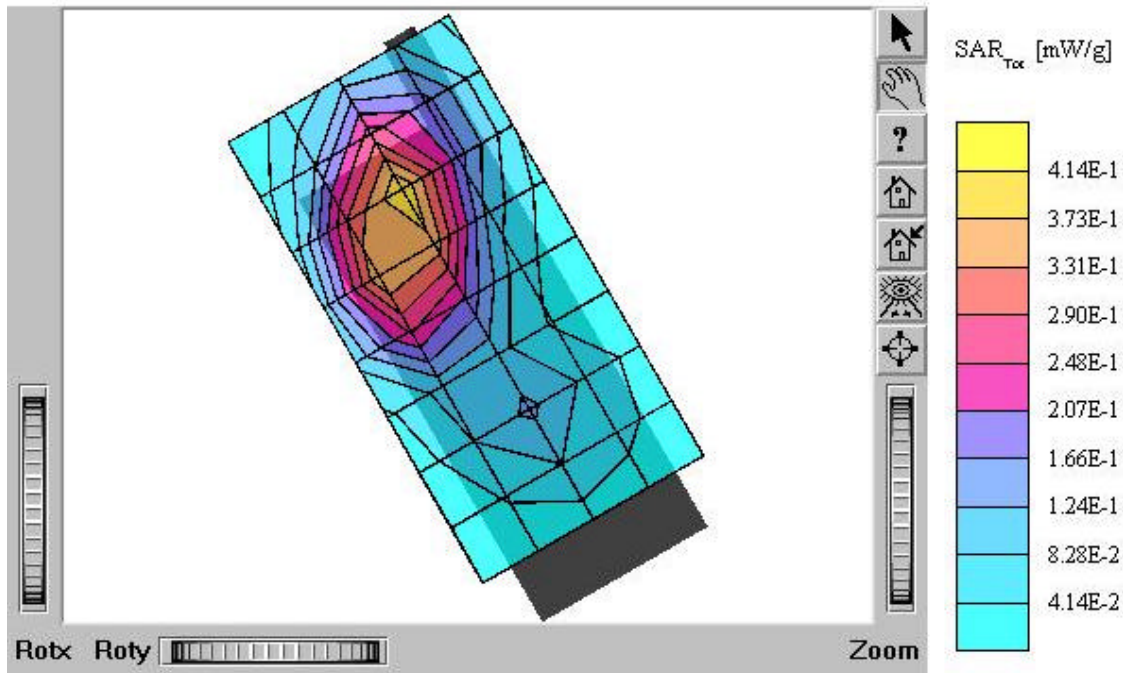 SAR_Tot [mW/g]
?
4.14E-1
3.73E-1
3.31E-1
2.90E-1
2.48E-1
2.07E-1
1.66E-1
1.24E-1
8.28E-2
4.14E-2
Rotx Roty Zoom